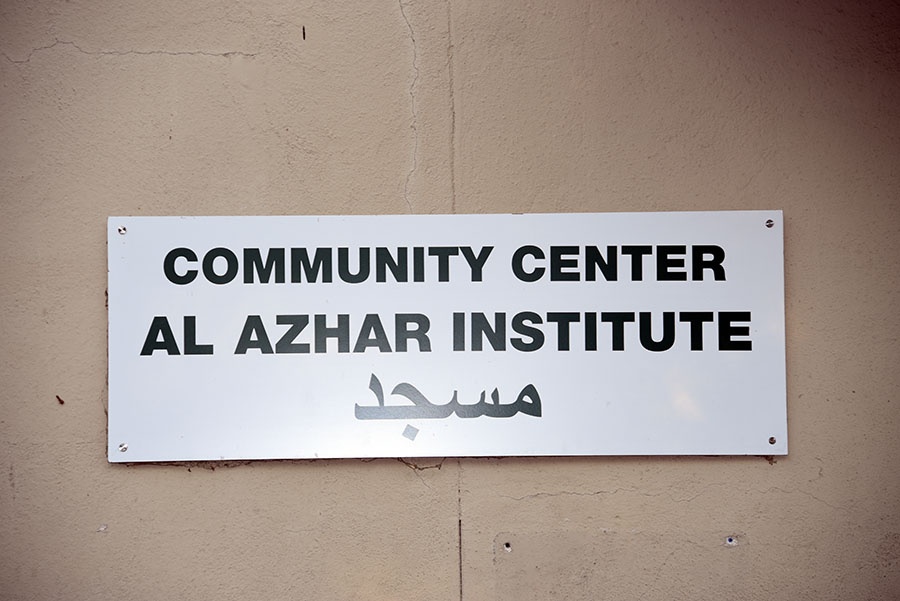 COMMUNITY CENTER
AL AZHAR INSTITUTE
مسجد